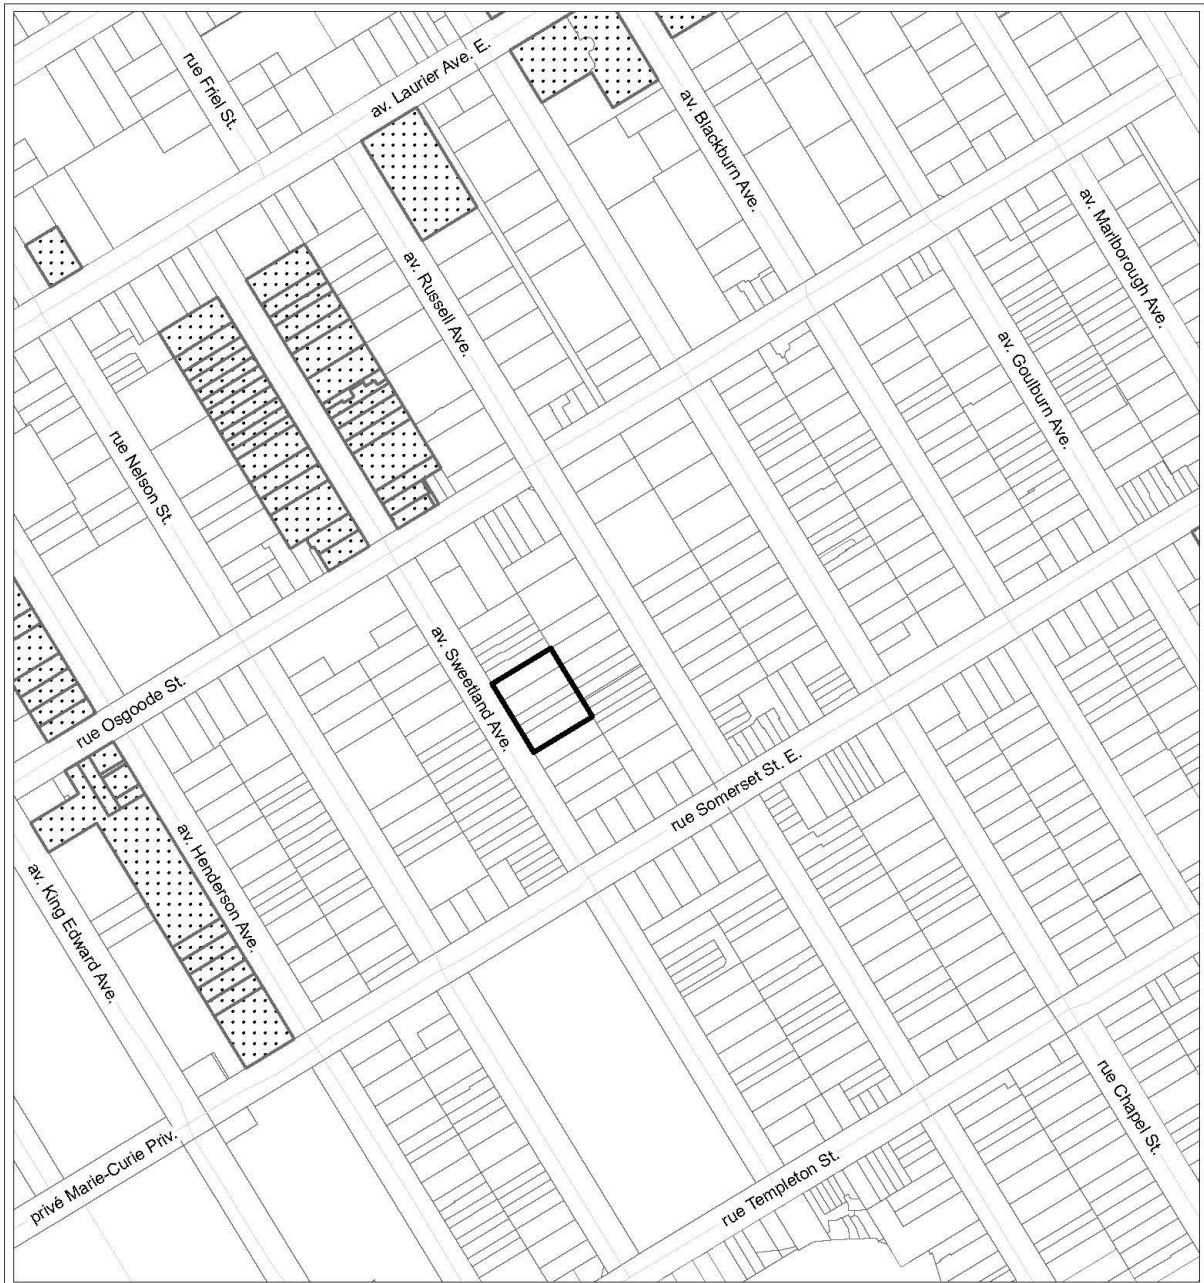 rue Friel St.
av. Laurier Ave. E.
av. Blackburn Ave.
av. Marlborough Ave.
av. Russell Ave.
av. Goulburn Ave.
rue Nelson St.
av. Sweetland Ave.
rue Osgoode St.
rue Somerset St. E.
av. Henderson Ave.
av. King Edward Ave.
rue Chapel St.
privé Marie-Curie Priv.
rue Templeton St.